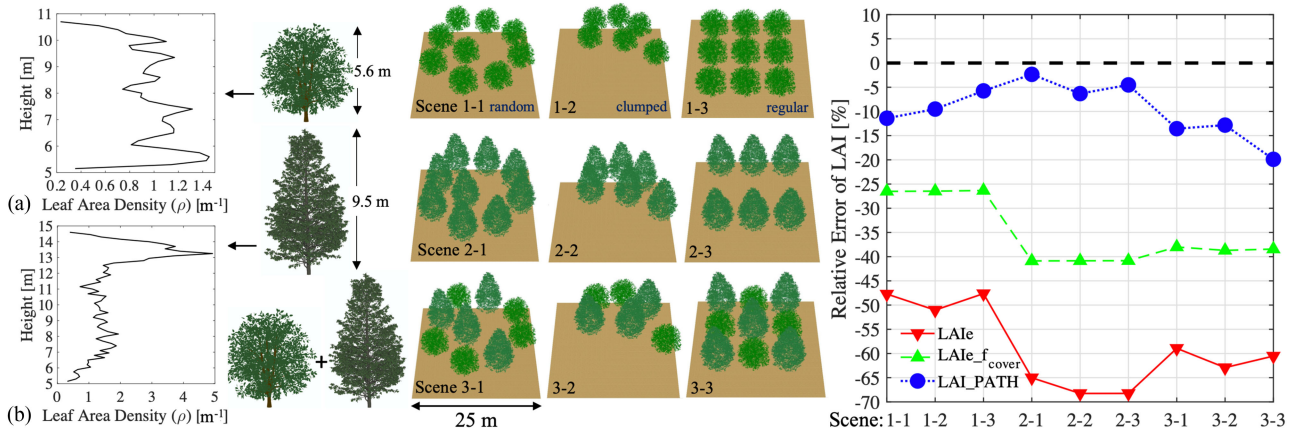 (a)
Height [m]
11
10
9
8
7
6
5
0.2 0.4 0.6 0.8 1 1.2 1.4
Leaf Area Density (ρ) [m⁻¹]
5.6 m
(b)
Height [m]
15
14
13
12
11
10
9
8
7
6
5
0 1 2 3 4 5
Leaf Area Density (ρ) [m⁻¹]
9.5 m
+
Scene 1-1 random
1-2 clumped
1-3 regular
Scene 2-1
2-2
2-3
Scene 3-1
3-2
3-3
25 m
Relative Error of LAI [%]
10
5
0
-5
-10
-15
-20
-25
-30
-35
-40
-45
-50
-55
-60
-65
-70
LAIe
LAIe_f_cover
LAI_PATH
Scene: 1-1 1-2 1-3 2-1 2-2 2-3 3-1 3-2 3-3